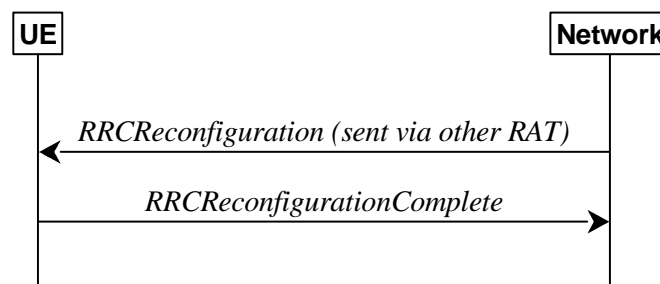 UE
Network
RRCReconfiguration (sent via other RAT)
RRCReconfigurationComplete